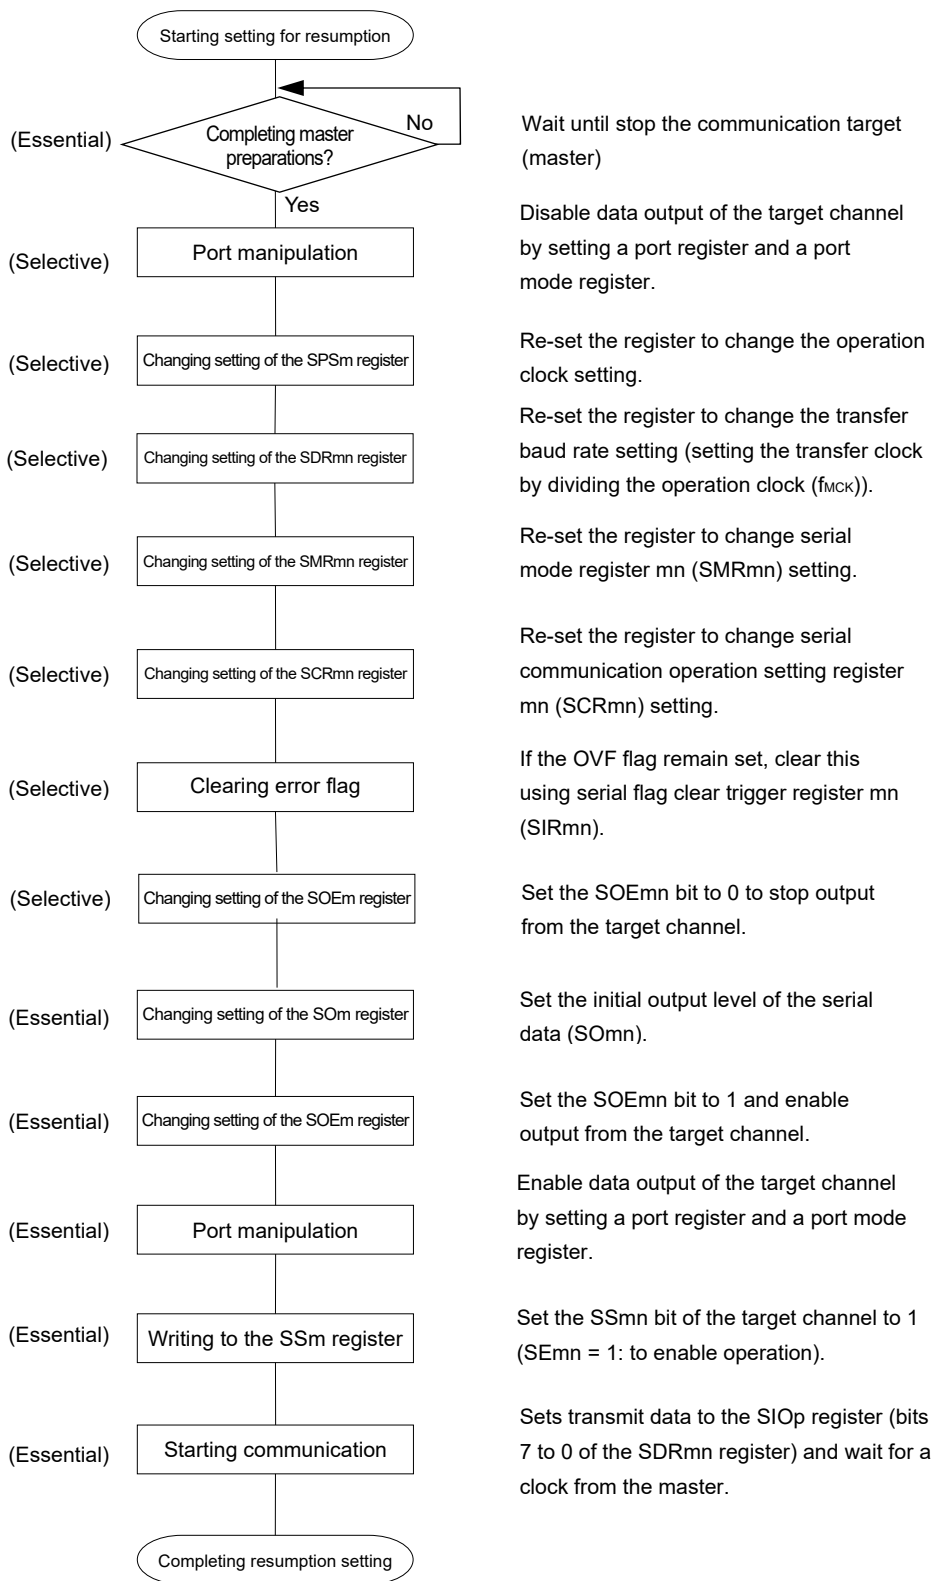 Starting setting for resumption
(Essential)
Completing master
preparations?
No
Wait until stop the communication target
(master)
Yes
(Selective)
Port manipulation
Disable data output of the target channel
by setting a port register and a port
mode register.
(Selective)
Changing setting of the SPSm register
Re-set the register to change the operation
clock setting.
(Selective)
Changing setting of the SDRmn register
Re-set the register to change the transfer
baud rate setting (setting the transfer clock
by dividing the operation clock (fMCK)).
(Selective)
Changing setting of the SMRmn register
Re-set the register to change serial
mode register mn (SMRmn) setting.
(Selective)
Changing setting of the SCRmn register
Re-set the register to change serial
communication operation setting register
mn (SCRmn) setting.
(Selective)
Clearing error flag
If the OVF flag remain set, clear this
using serial flag clear trigger register mn
(SIRmn).
(Selective)
Changing setting of the SOEm register
Set the SOEmn bit to 0 to stop output
from the target channel.
(Essential)
Changing setting of the SOm register
Set the initial output level of the serial
data (SOmn).
(Essential)
Changing setting of the SOEm register
Set the SOEmn bit to 1 and enable
output from the target channel.
(Essential)
Port manipulation
Enable data output of the target channel
by setting a port register and a port mode
register.
(Essential)
Writing to the SSm register
Set the SSmn bit of the target channel to 1
(SEmn = 1: to enable operation).
(Essential)
Starting communication
Sets transmit data to the SIOp register (bits
7 to 0 of the SDRmn register) and wait for a
clock from the master.
Completing resumption setting